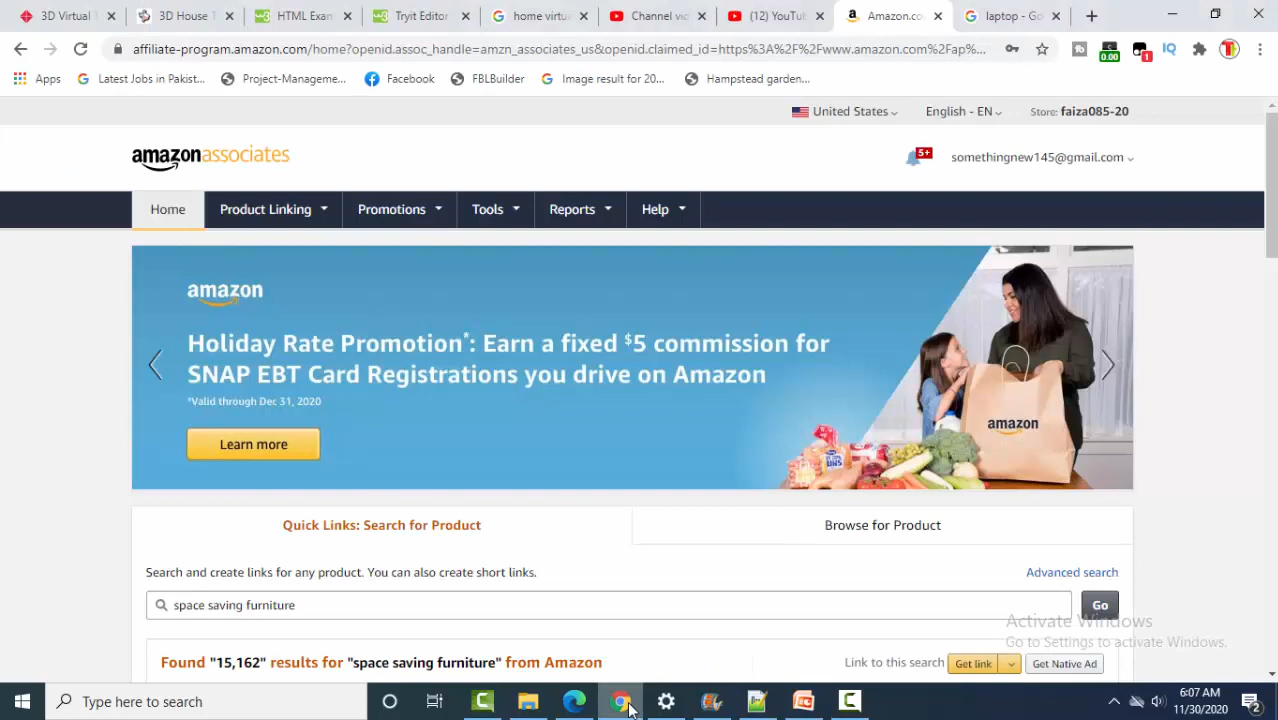 3D Virtual T
3D House T
HTML Exan
Tryit Editor
home virtu
Channel vi
(12) YouTu
Amazon.co
laptop - Go
affiliate-program.amazon.com/home?openid.assoc_handle=amzn_associates_us&openid.claimed_id=https%3A%2F%2Fwww.amazon.com%2Fap%...
0.00
1
IQ
Apps
Latest Jobs in Pakist...
Project-Manageme...
Facebook
FBLBuilder
Image result for 20...
Hampstead garden...
United States
English - EN
Store: faiza085-20
amazonassociates
5+
somethingnew145@gmail.com
Home
Product Linking
Promotions
Tools
Reports
Help
amazon
Holiday Rate Promotion*: Earn a fixed $5 commission for
SNAP EBT Card Registrations you drive on Amazon
*Valid through Dec 31, 2020
Learn more
amazon
Quick Links: Search for Product
Browse for Product
Search and create links for any product. You can also create short links.
Advanced search
space saving furniture
Go
Activate Windows
Go to Settings to activate Windows.
Found "15,162" results for "space saving furniture" from Amazon
Link to this search
Get link
Get Native Ad
Type here to search
6:07 AM
11/30/2020
2